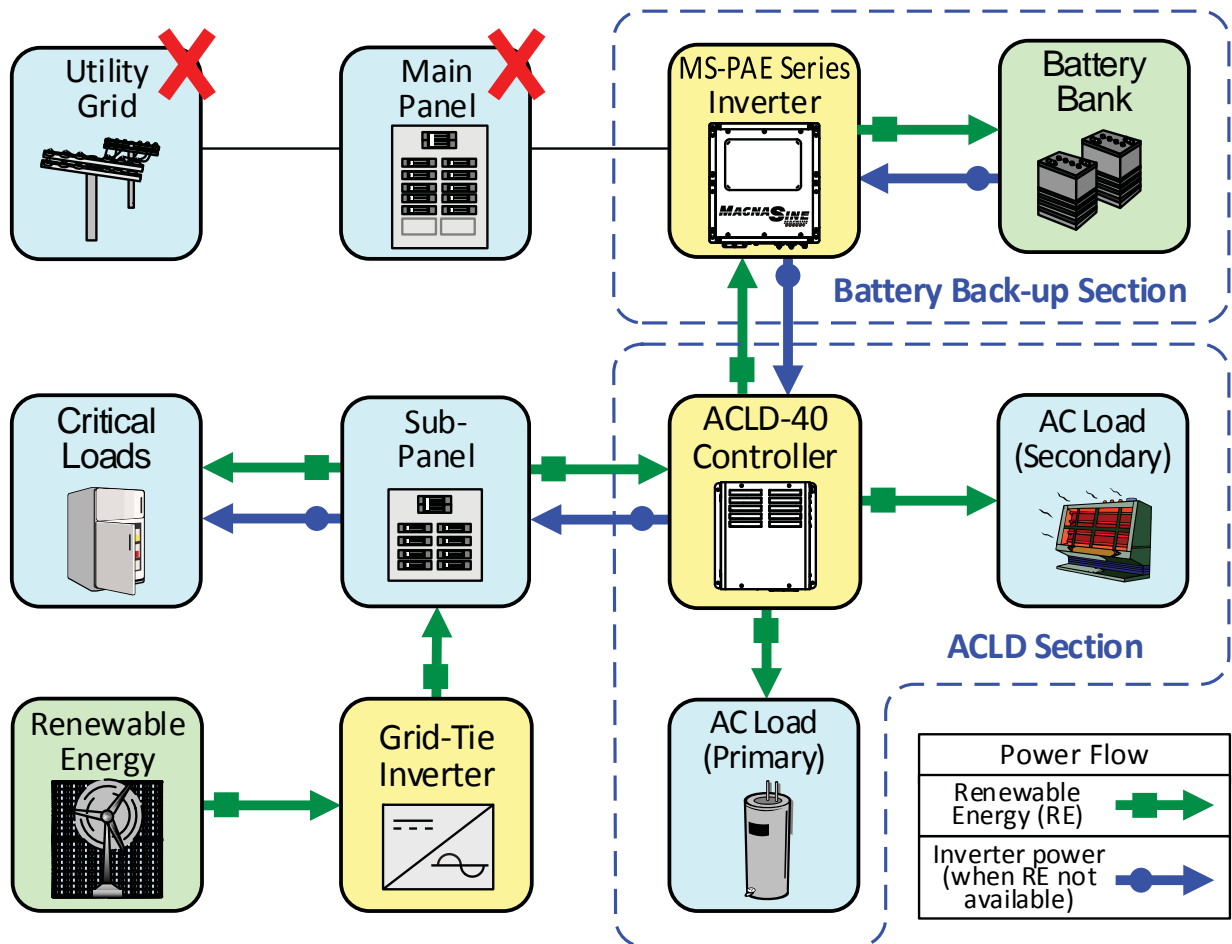 Utility
Grid
Main
Panel
MS-PAE Series
Inverter
MAGNASINE
Battery
Bank
Battery Back-up Section
Critical
Loads
Sub-
Panel
ACLD-40
Controller
AC Load
(Secondary)
ACLD Section
Renewable
Energy
Grid-Tie
Inverter
AC Load
(Primary)
Power Flow
Renewable
Energy (RE)
Inverter power
(when RE not
available)